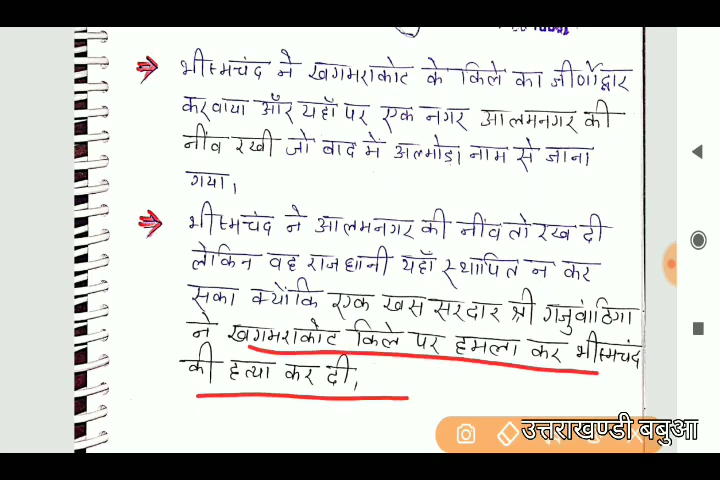 भीष्मचंद ने खगमराकोट के किले का जीर्णोद्वार
करवाया और यहाँ पर एक नगर आलमनगर की
नींव रखी जो बाद में अल्मोड़ा नाम से जाना
गया।
भीष्मचंद ने आलमनगर की नींव तो रख दी
लेकिन वह राजधानी यहाँ स्थापित न कर
सका क्योंकि एक खस सरदार श्री गजुवाठिंगा
ने खगमराकोट किले पर हमला कर भीष्मचंद
की हत्या कर दी।
उत्तराखण्डी बबुआ